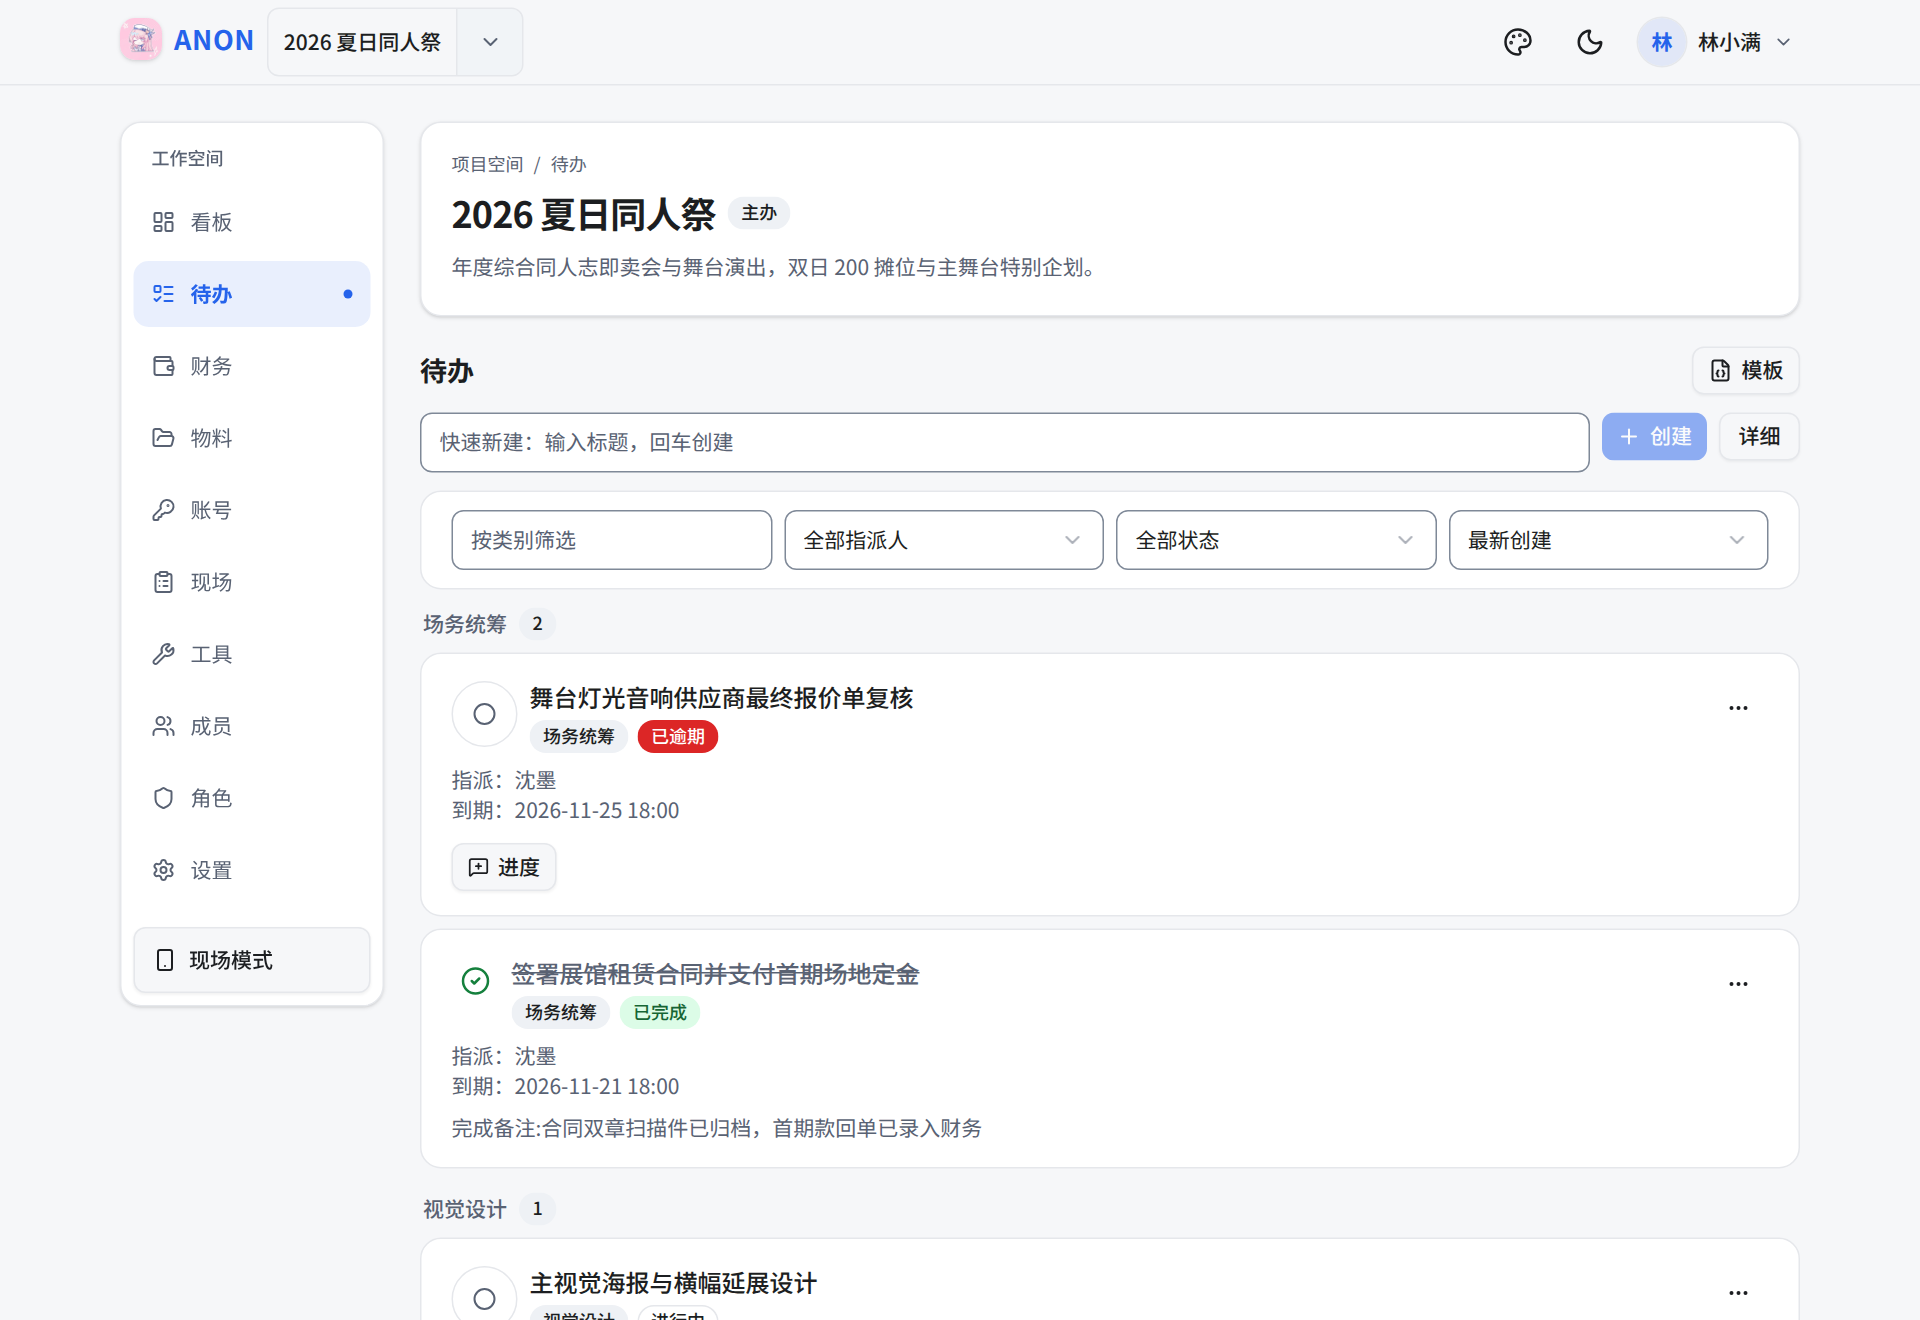 ANON
2026 夏日同人祭
林
林小满
工作空间
看板
待办
财务
物料
账号
现场
工具
成员
角色
设置
现场模式
项目空间 / 待办
2026 夏日同人祭 主办
年度综合同人志即卖会与舞台演出，双日 200 摊位与主舞台特别企划。
待办
模板
快速新建：输入标题，回车创建
创建
详细
按类别筛选
全部指派人
全部状态
最新创建
场务统筹 2
舞台灯光音响供应商最终报价单复核
场务统筹 已逾期
指派：沈墨
到期：2026-11-25 18:00
进度
签署展馆租赁合同并支付首期场地定金
场务统筹 已完成
指派：沈墨
到期：2026-11-21 18:00
完成备注:合同双章扫描件已归档，首期款回单已录入财务
视觉设计 1
主视觉海报与横幅延展设计
视觉设计 进行中